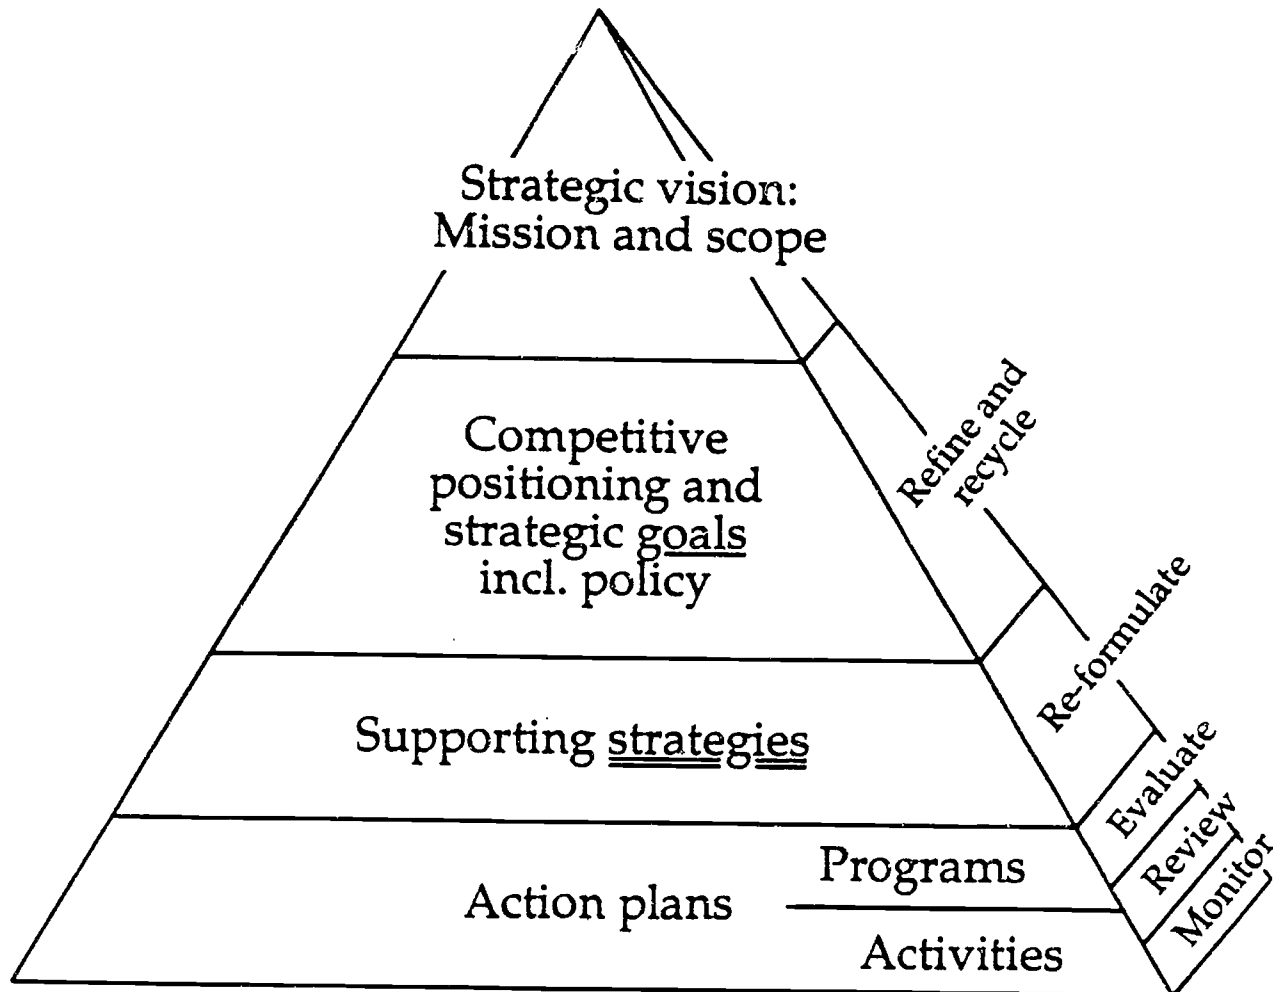 Strategic vision:
Mission and scope
Competitive
positioning and
strategic goals
incl. policy
Supporting strategies
Action plans
Programs
Activities
Refine and
recycle
Re-formulate
Evaluate
Review
Monitor